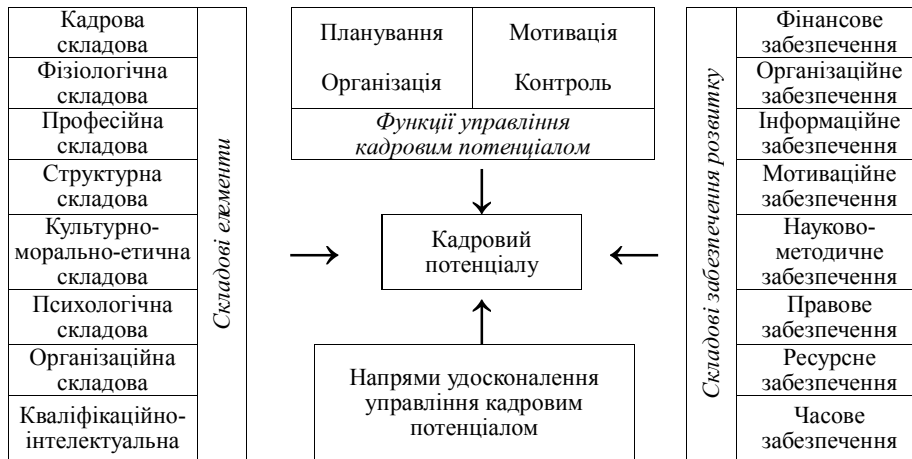 Кадрова
складова
Фізіологічна
складова
Професійна
складова
Структурна
складова
Культурно-
морально-етична
складова
Психологічна
складова
Організаційна
складова
Кваліфікаційно-
інтелектуальна
Складові елементи
Планування
Мотивація
Організація
Контроль
Функції управління
кадровим потенціалом
Кадровий
потенціалу
Напрями удосконалення
управління кадровим
потенціалом
Складові забезпечення розвитку
Фінансове
забезпечення
Організаційне
забезпечення
Інформаційне
забезпечення
Мотиваційне
забезпечення
Науково-
методичне
забезпечення
Правове
забезпечення
Ресурсне
забезпечення
Часове
забезпечення